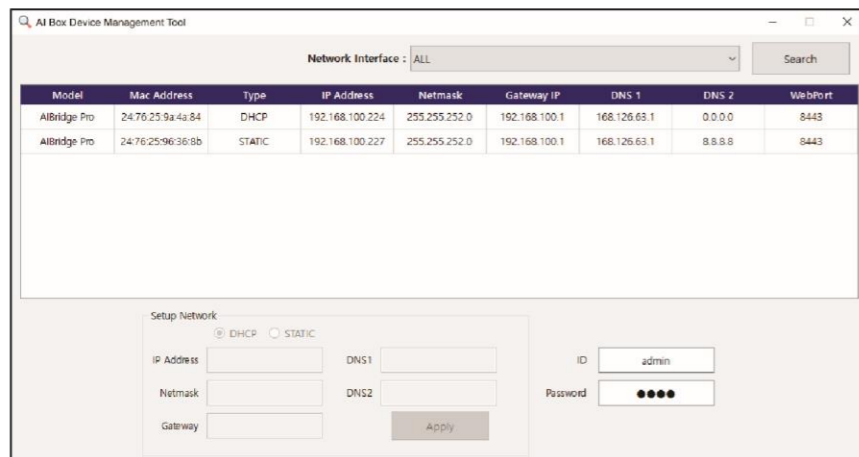 AI Box Device Management Tool
Network Interface : ALL Search
Model Mac Address Type IP Address Netmask Gateway IP DNS 1 DNS 2 WebPort
AIBridge Pro 24:76:25:9a:4a:84 DHCP 192.168.100.224 255.255.252.0 192.168.100.1 168.126.63.1 0.0.0.0 8443
AIBridge Pro 24:76:25:96:36:8b STATIC 192.168.100.227 255.255.252.0 192.168.100.1 168.126.63.1 8.8.8.8 8443
Setup Network
DHCP STATIC
IP Address DNS1 ID admin
Netmask DNS2 Password ●●●●
Gateway Apply